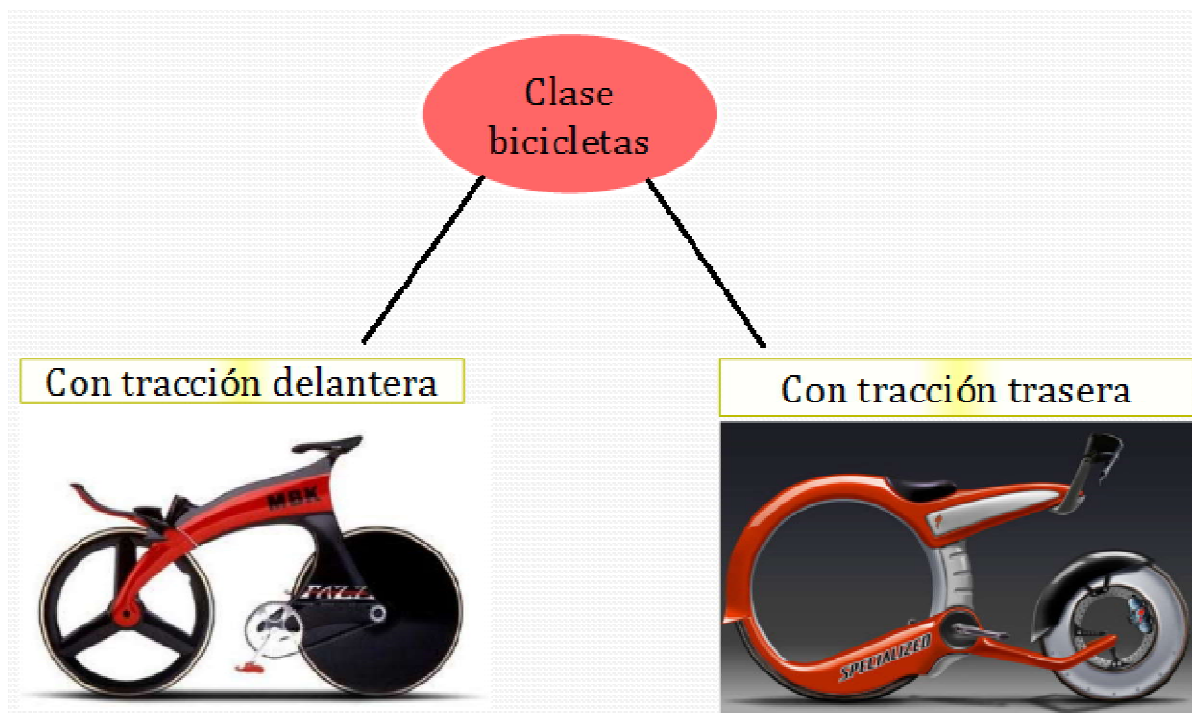 Clase
bicicletas
Con tracción delantera
Con tracción trasera
MBK
SPECIALIZED